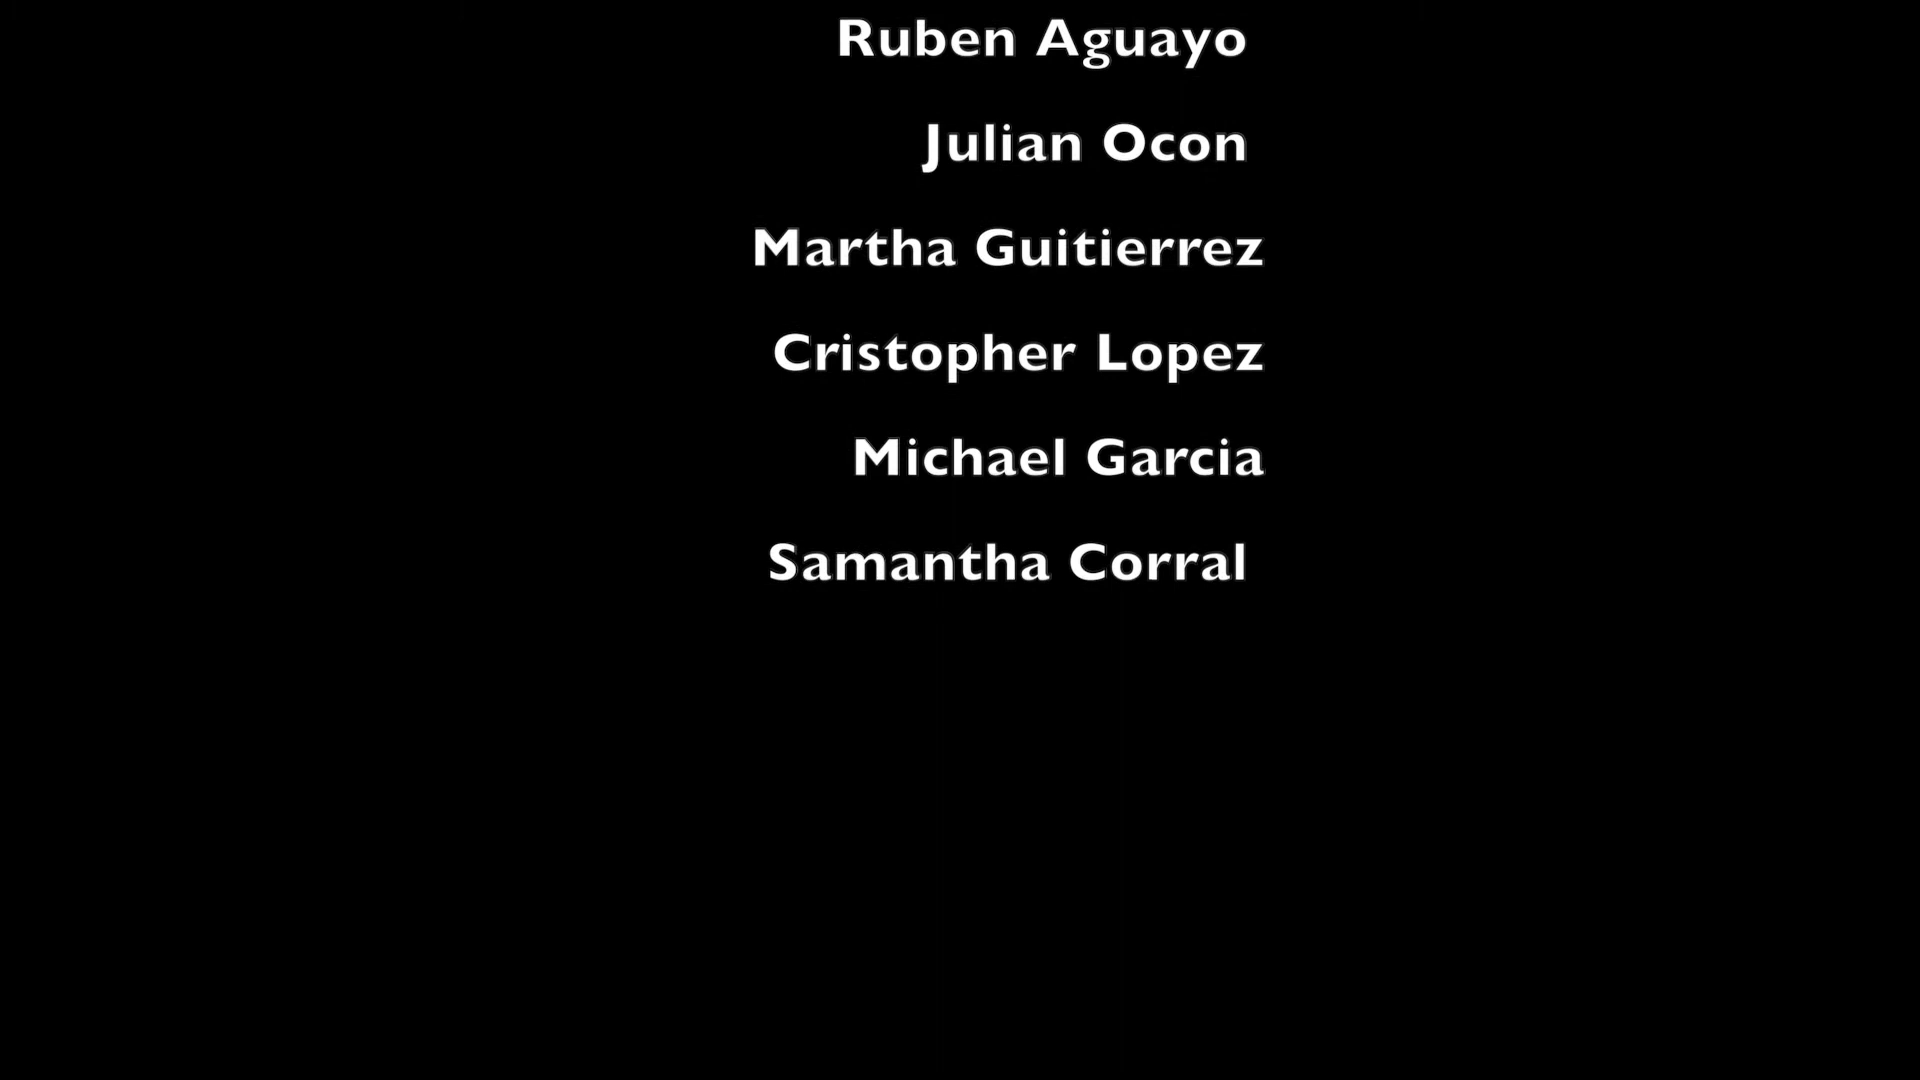 Ruben Aguayo
Julian Ocon
Martha Guitierrez
Cristopher Lopez
Michael Garcia
Samantha Corral